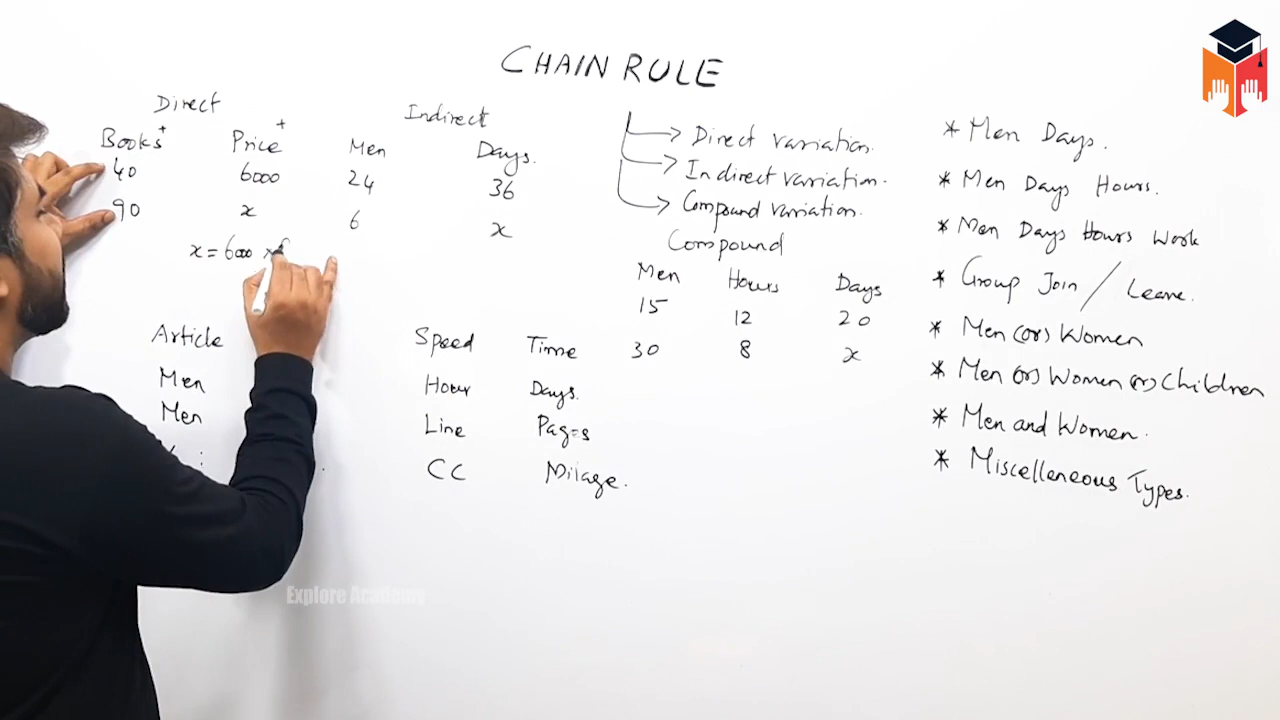 CHAIN RULE
Direct
Books+ Price+
40 6000
90 x
x = 6000 ×
Indirect
Men Days.
24 36
6 x
Direct variation.
Indirect variation.
Compound variation.
Compound
Men Hours Days
15 12 20
30 8 x
Article
Men
Men
Speed Time
Hour Days.
Line Pages
CC Milage.
* Men Days.
* Men Days Hours.
* Men Days Hours Work
* Group Join / Leave.
* Men (or) Women
* Men (or) Women (or) Children
* Men and Women.
* Miscelleneous Types.
Explore Academy